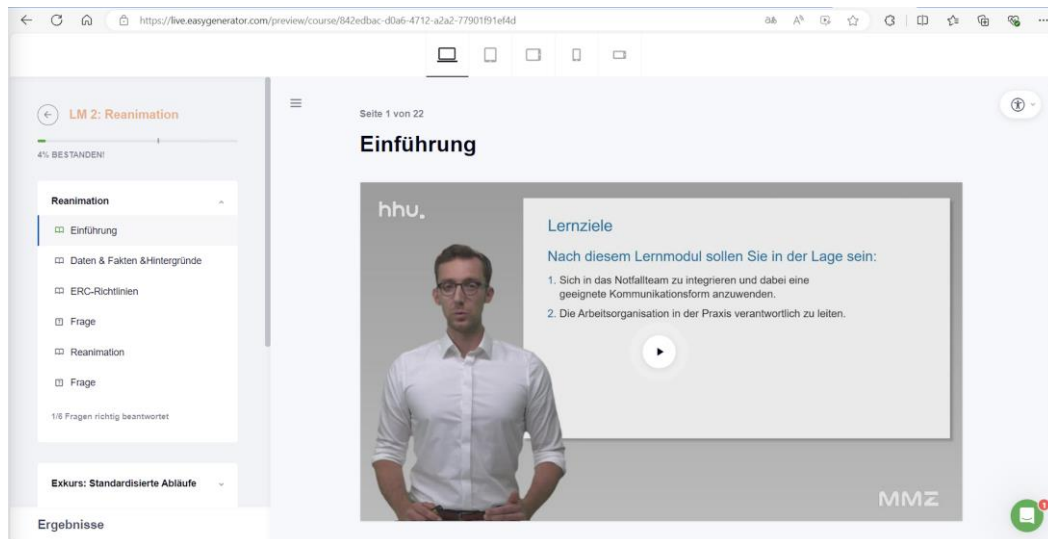 https://live.easygenerator.com/preview/course/842edbac-d0a6-4712-a2a2-77901f91ef4d
LM 2: Reanimation
4% BESTANDEN!
Reanimation
Einführung
Daten & Fakten &Hintergründe
ERC-Richtlinien
Frage
Reanimation
Frage
1/6 Fragen richtig beantwortet
Exkurs: Standardisierte Abläufe
Ergebnisse
Seite 1 von 22
Einführung
hhu.
Lernziele
Nach diesem Lernmodul sollen Sie in der Lage sein:
1. Sich in das Notfallteam zu integrieren und dabei eine
geeignete Kommunikationsform anzuwenden.
2. Die Arbeitsorganisation in der Praxis verantwortlich zu leiten.
MMZ
1